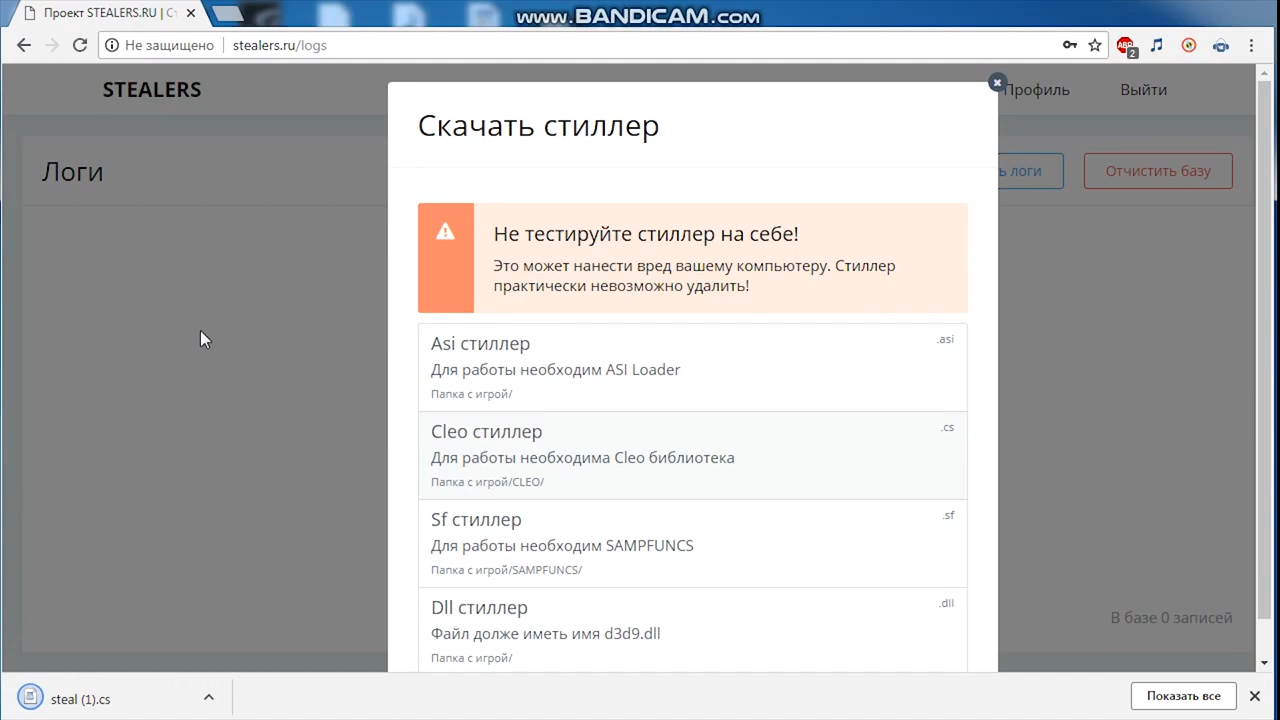 www.BANDICAM.com
Проект STEALERS.RU | Ст
Не защищено
stealers.ru/logs
ABP
2
STEALERS
Профиль
Выйти
Скачать стиллер
Логи
логи
Отчистить базу
Не тестируйте стиллер на себе!
Это может нанести вред вашему компьютеру. Стиллер
практически невозможно удалить!
Asi стиллер
.asi
Для работы необходим ASI Loader
Папка с игрой/
Cleo стиллер
.cs
Для работы необходима Cleo библиотека
Папка с игрой/CLEO/
Sf стиллер
.sf
Для работы необходим SAMPFUNCS
Папка с игрой/SAMPFUNCS/
Dll стиллер
.dll
Файл долже иметь имя d3d9.dll
Папка с игрой/
В базе 0 записей
steal (1).cs
Показать все